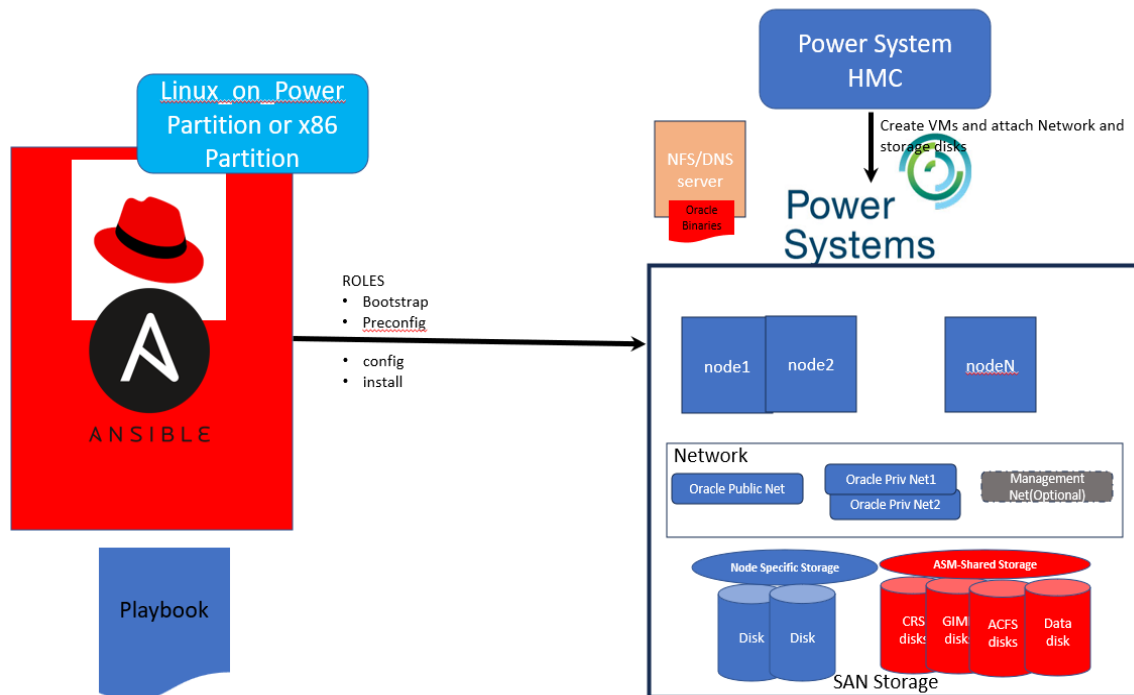 Linux_on_Power
Partition or x86
Partition
ANSIBLE
Playbook
ROLES
• Bootstrap
• Preconfig
• config
• install
Power System
HMC
Create VMs and attach Network and
storage disks
NFS/DNS
server
Oracle
Binaries
Power
Systems
node1
node2
nodeN
Network
Oracle Public Net
Oracle Priv Net1
Oracle Priv Net2
Management
Net(Optional)
Node Specific Storage
ASM-Shared Storage
Disk
Disk
CRS
disks
disks
ACFS
disks
Data
disk
SAN Storage